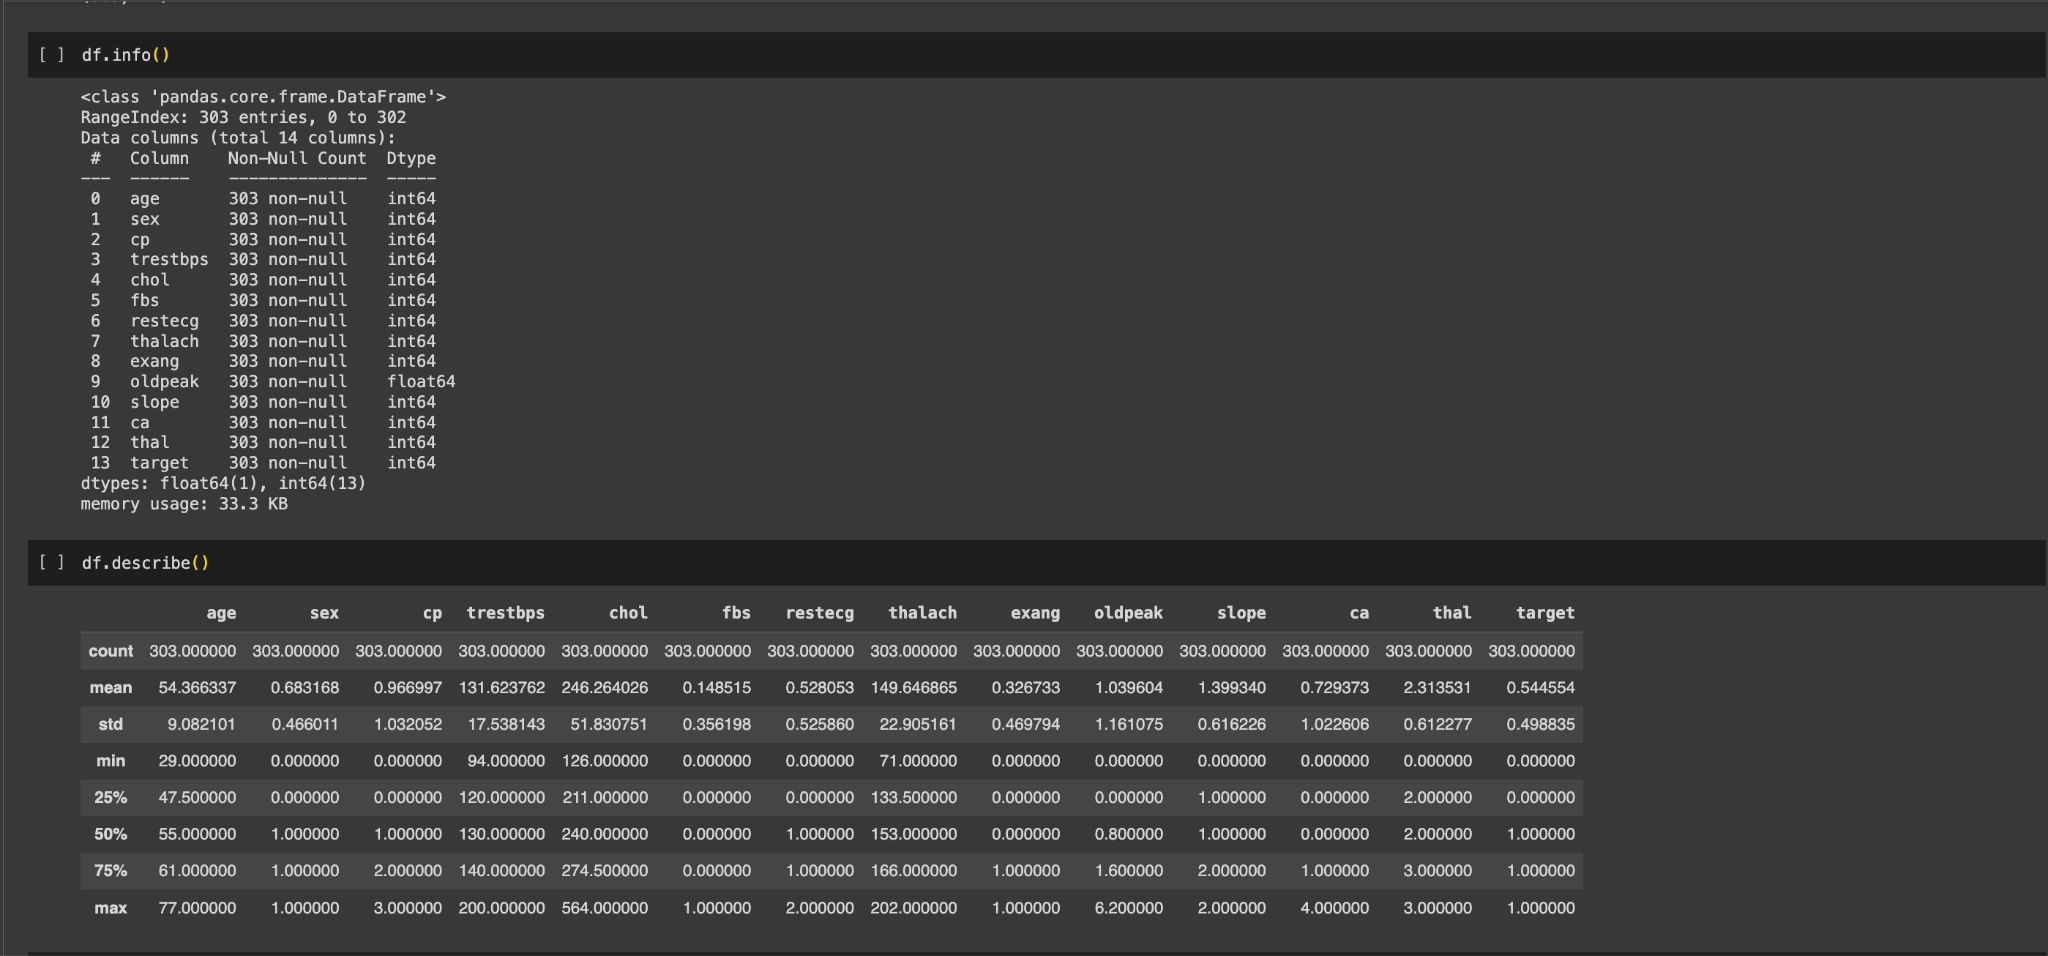 [ ] df.info()
<class 'pandas.core.frame.DataFrame'>
RangeIndex: 303 entries, 0 to 302
Data columns (total 14 columns):
# Column Non-Null Count Dtype
--- ------ -------------- -----
0 age 303 non-null int64
1 sex 303 non-null int64
2 cp 303 non-null int64
3 trestbps 303 non-null int64
4 chol 303 non-null int64
5 fbs 303 non-null int64
6 restecg 303 non-null int64
7 thalach 303 non-null int64
8 exang 303 non-null int64
9 oldpeak 303 non-null float64
10 slope 303 non-null int64
11 ca 303 non-null int64
12 thal 303 non-null int64
13 target 303 non-null int64
dtypes: float64(1), int64(13)
memory usage: 33.3 KB
[ ] df.describe()
age sex cp trestbps chol fbs restecg thalach exang oldpeak slope ca thal target
count 303.000000 303.000000 303.000000 303.000000 303.000000 303.000000 303.000000 303.000000 303.000000 303.000000 303.000000 303.000000 303.000000 303.000000
mean 54.366337 0.683168 0.966997 131.623762 246.264026 0.148515 0.528053 149.646865 0.326733 1.039604 1.399340 0.729373 2.313531 0.544554
std 9.082101 0.466011 1.032052 17.538143 51.830751 0.356198 0.525860 22.905161 0.469794 1.161075 0.616226 1.022606 0.612277 0.498835
min 29.000000 0.000000 0.000000 94.000000 126.000000 0.000000 0.000000 71.000000 0.000000 0.000000 0.000000 0.000000 0.000000 0.000000
25% 47.500000 0.000000 0.000000 120.000000 211.000000 0.000000 0.000000 133.500000 0.000000 0.000000 1.000000 0.000000 2.000000 0.000000
50% 55.000000 1.000000 1.000000 130.000000 240.000000 0.000000 1.000000 153.000000 0.000000 0.800000 1.000000 0.000000 2.000000 1.000000
75% 61.000000 1.000000 2.000000 140.000000 274.500000 0.000000 1.000000 166.000000 1.000000 1.600000 2.000000 1.000000 3.000000 1.000000
max 77.000000 1.000000 3.000000 200.000000 564.000000 1.000000 2.000000 202.000000 1.000000 6.200000 2.000000 4.000000 3.000000 1.000000